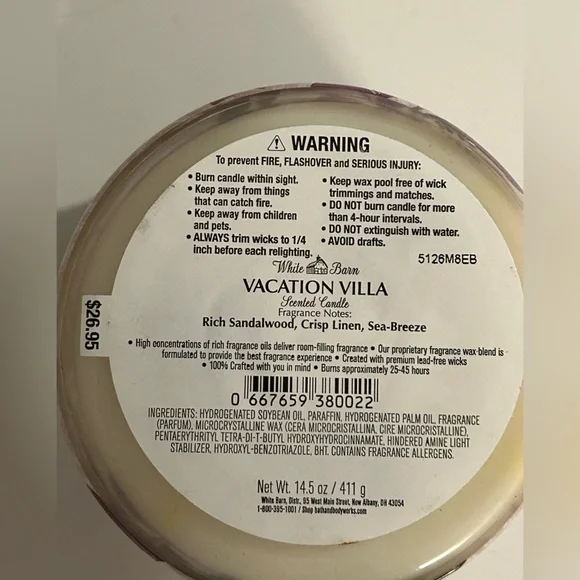 ⚠ WARNING
To prevent FIRE, FLASHOVER and SERIOUS INJURY:
• Burn candle within sight.
• Keep away from things
that can catch fire.
• Keep away from children
and pets.
• ALWAYS trim wicks to 1/4
inch before each relighting.
• Keep wax pool free of wick
trimmings and matches.
• DO NOT burn candle for more
than 4-hour intervals.
• DO NOT extinguish with water.
• AVOID drafts.
5126M8EB
White Barn
VACATION VILLA
Scented Candle
Fragrance Notes:
Rich Sandalwood, Crisp Linen, Sea-Breeze
$26.95
• High concentrations of rich fragrance oils deliver room-filling fragrance • Our proprietary fragrance wax-blend is
formulated to provide the best fragrance experience • Created with premium lead-free wicks
• 100% Crafted with you in mind • Burns approximately 25-45 hours
0 667659 380022
INGREDIENTS: HYDROGENATED SOYBEAN OIL, PARAFFIN, HYDROGENATED PALM OIL, FRAGRANCE
(PARFUM), MICROCRYSTALLINE WAX (CERA MICROCRISTALLINA, CIRE MICROCRISTALLINE),
PENTAERYTHRITYL TETRA-DI-T-BUTYL HYDROXYHYDROCINNAMATE, HINDERED AMINE LIGHT
STABILIZER, HYDROXYL-BENZOTRIAZOLE, BHT. CONTAINS FRAGRANCE ALLERGENS.
Net Wt. 14.5 oz / 411 g
White Barn, Distr., 95 West Main Street, New Albany, OH 43054
1-800-395-1001 / Shop bathandbodyworks.com